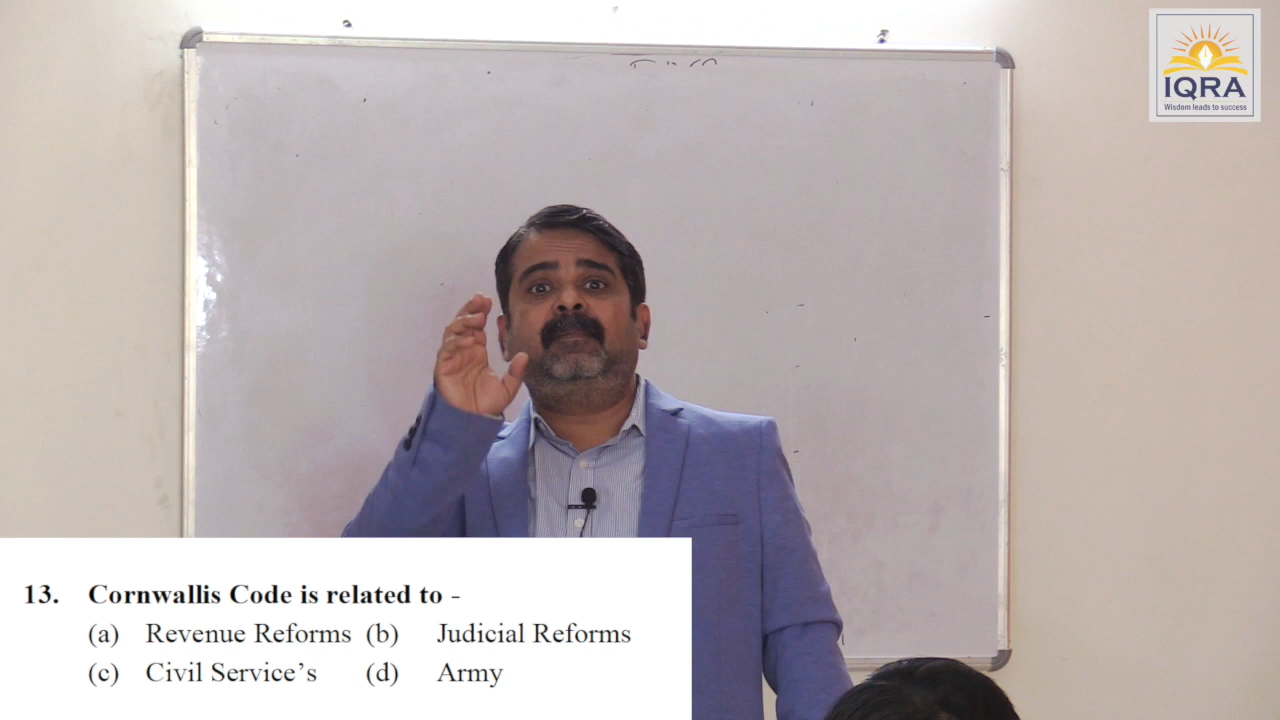 IQRA
Wisdom leads to success
13. Cornwallis Code is related to -
(a) Revenue Reforms (b) Judicial Reforms
(c) Civil Service’s (d) Army